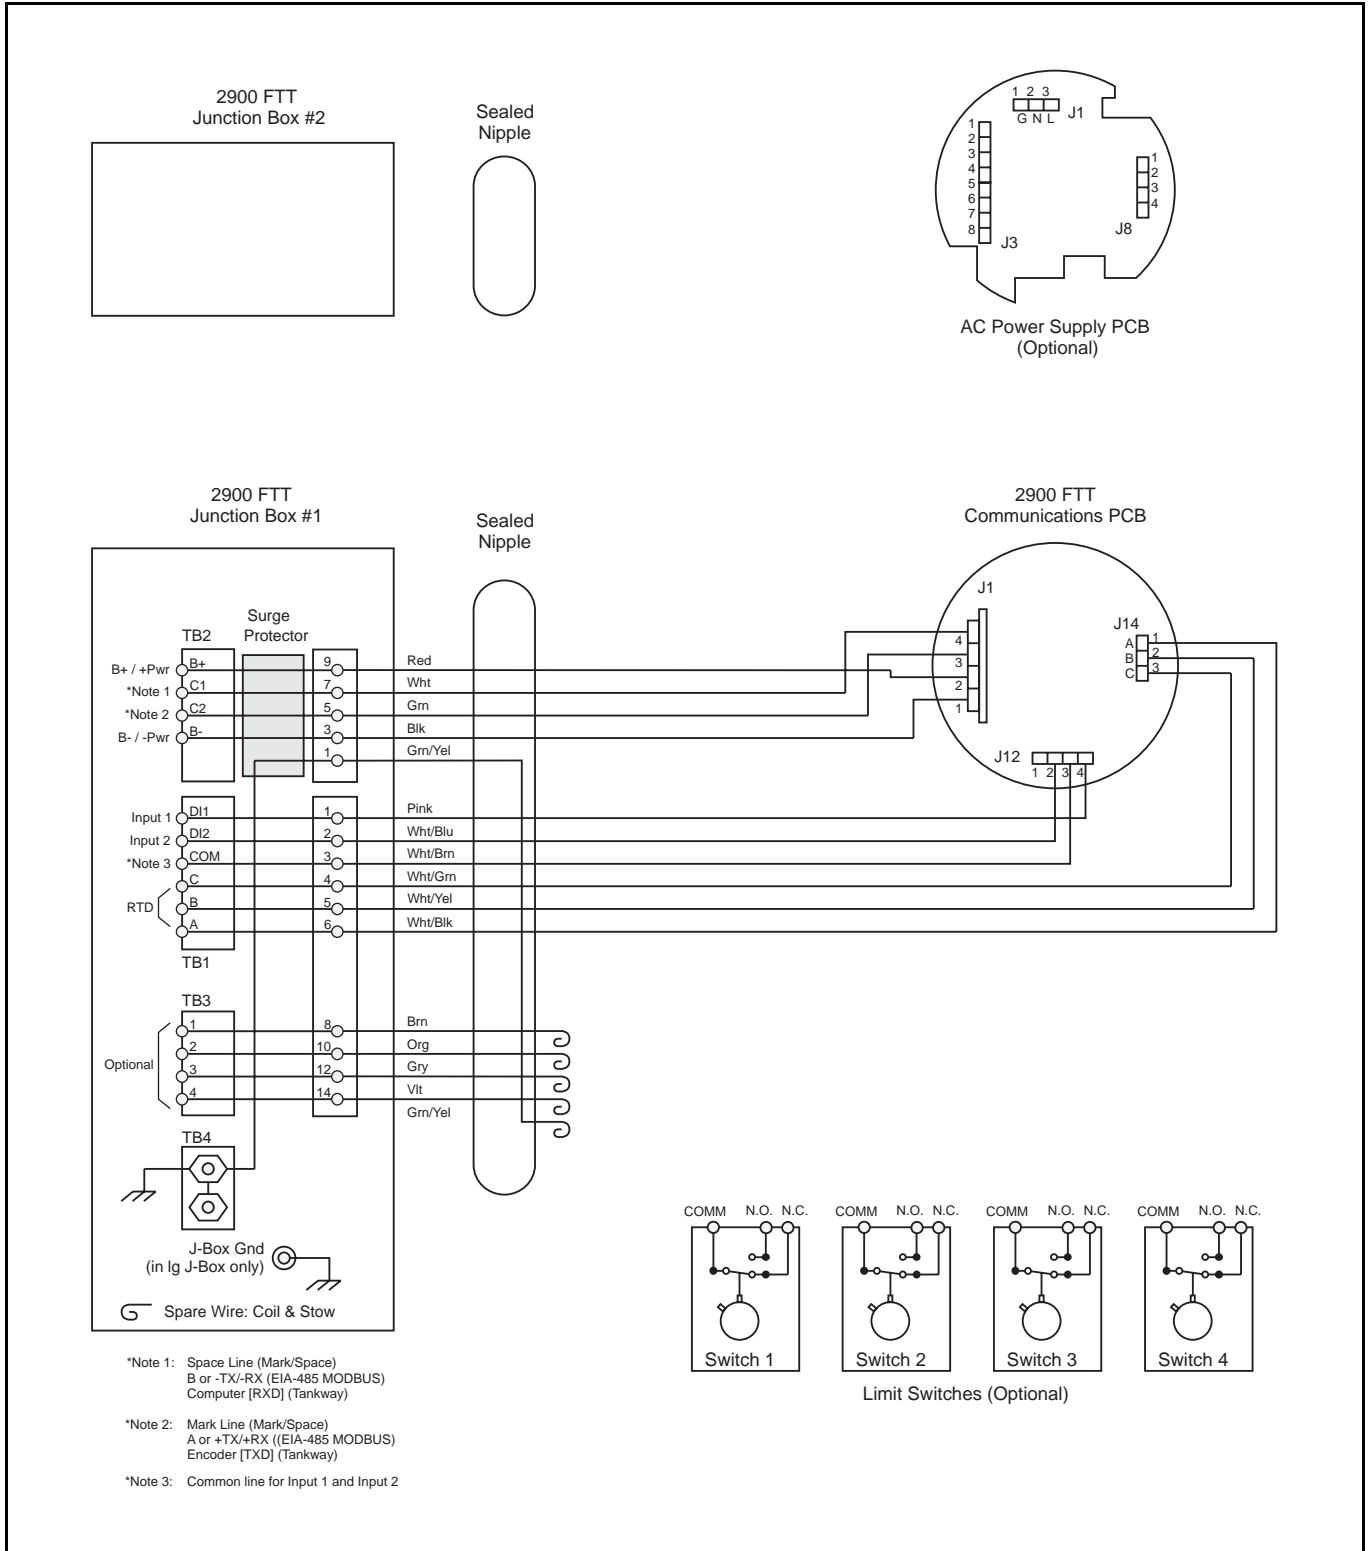 2900 FTT
Junction Box #2
Sealed
Nipple
1 2 3
G N L
J1
1
2
3
4
5
6
7
8
J3
1
2
3
4
J8
AC Power Supply PCB
(Optional)
2900 FTT
Junction Box #1
Sealed
Nipple
2900 FTT
Communications PCB
Surge
Protector
TB2
B+ / +Pwr B+ 9 Red
*Note 1 C1 7 Wht
*Note 2 C2 5 Grn
B- / -Pwr B- 3 Blk
1 Grn/Yel
J1
4
3
2
1
J14
A 1
B 2
C 3
J12
1 2 3 4
Input 1 DI1 1 Pink
Input 2 DI2 2 Wht/Blu
*Note 3 COM 3 Wht/Brn
C 4 Wht/Grn
RTD B 5 Wht/Yel
A 6 Wht/Blk
TB1
TB3
1 8 Brn
2 10 Org
Optional 3 12 Gry
4 14 Vlt
Grn/Yel
TB4
J-Box Gnd
(in lg J-Box only)
Spare Wire: Coil & Stow
COMM N.O. N.C.
Switch 1
COMM N.O. N.C.
Switch 2
COMM N.O. N.C.
Switch 3
COMM N.O. N.C.
Switch 4
Limit Switches (Optional)
*Note 1: Space Line (Mark/Space)
B or -TX/-RX (EIA-485 MODBUS)
Computer [RXD] (Tankway)
*Note 2: Mark Line (Mark/Space)
A or +TX/+RX ((EIA-485 MODBUS)
Encoder [TXD] (Tankway)
*Note 3: Common line for Input 1 and Input 2